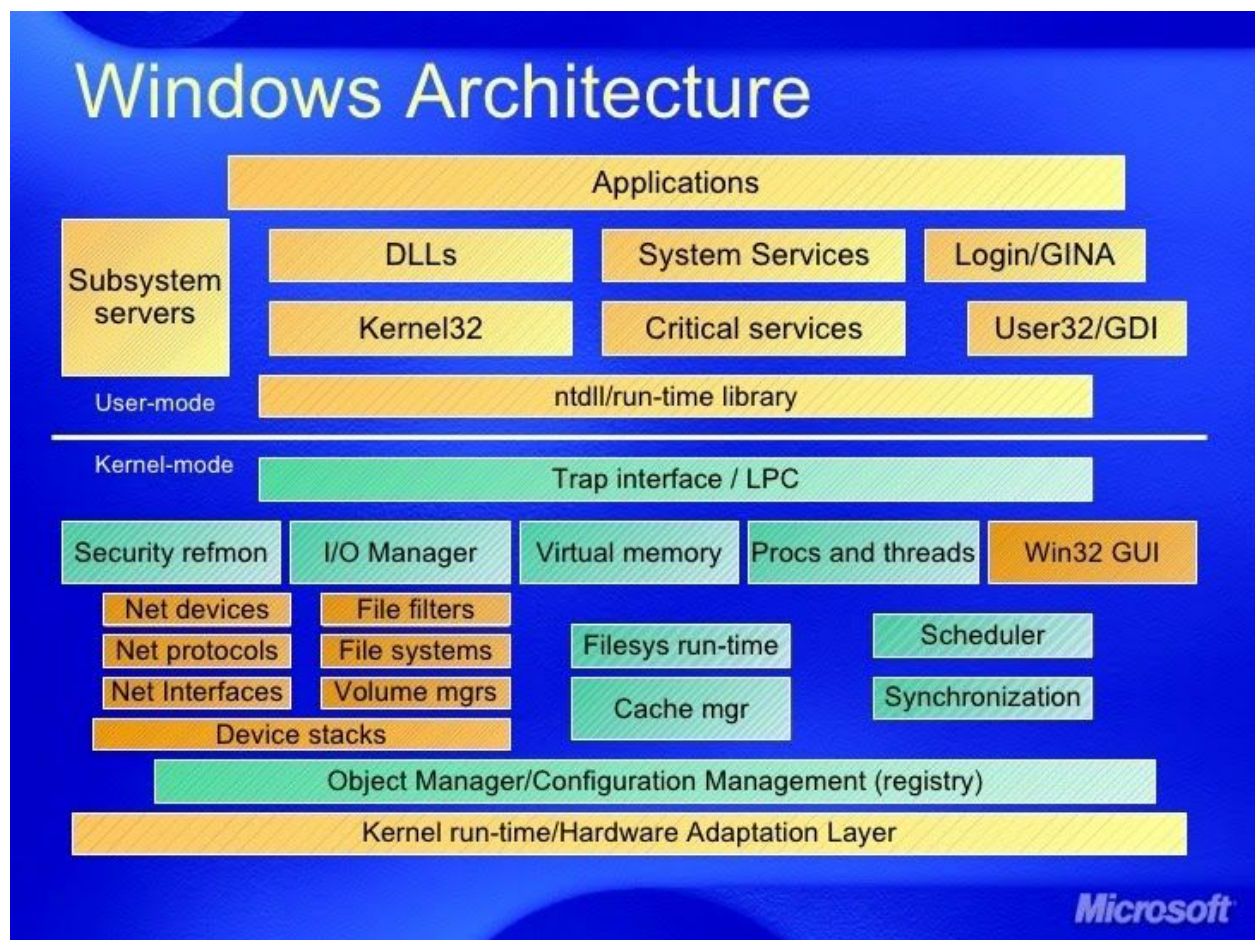 Windows Architecture
Applications
Subsystem
servers
DLLs
System Services
Login/GINA
Kernel32
Critical services
User32/GDI
User-mode
ntdll/run-time library
Kernel-mode
Trap interface / LPC
Security refmon
I/O Manager
Virtual memory
Procs and threads
Win32 GUI
Net devices
File filters
Net protocols
File systems
Filesys run-time
Scheduler
Net Interfaces
Volume mgrs
Cache mgr
Synchronization
Device stacks
Object Manager/Configuration Management (registry)
Kernel run-time/Hardware Adaptation Layer
Microsoft